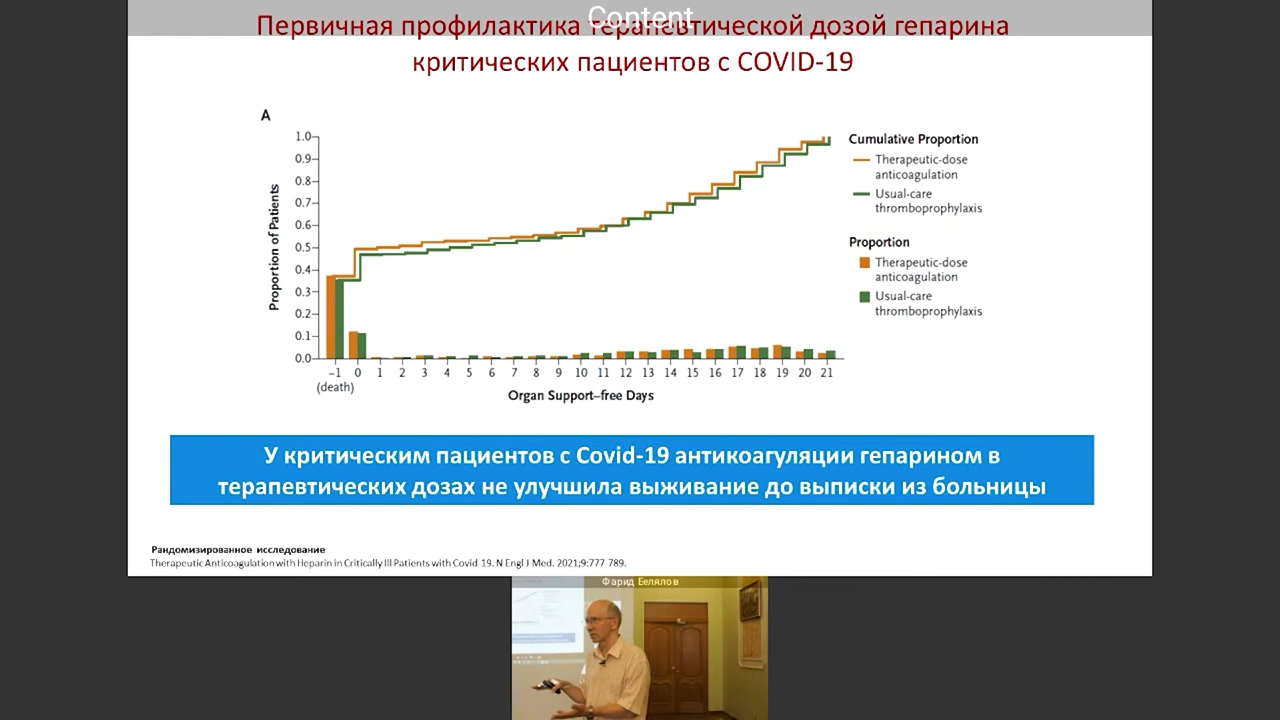 Content
Первичная профилактика терапевтической дозой гепарина
критических пациентов с COVID-19
A
1.0
0.9
0.8
0.7
0.6
0.5
0.4
0.3
0.2
0.1
0.0
Proportion of Patients
−1 0 1 2 3 4 5 6 7 8 9 10 11 12 13 14 15 16 17 18 19 20 21
(death)
Organ Support–free Days
Cumulative Proportion
Therapeutic-dose
anticoagulation
Usual-care
thromboprophylaxis
Proportion
Therapeutic-dose
anticoagulation
Usual-care
thromboprophylaxis
У критическим пациентов с Covid-19 антикоагуляции гепарином в
терапевтических дозах не улучшила выживание до выписки из больницы
Рандомизированное исследование
Therapeutic Anticoagulation with Heparin in Critically Ill Patients with Covid-19. N Engl J Med. 2021;9:777-789.
Фарид Белялов